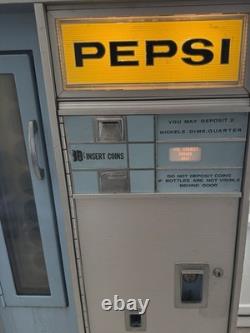 PEPSI
YOU MAY DEPOSIT 2
NICKELS-DIME-QUARTER
10¢ INSERT COINS
DO NOT DEPOSIT COINS
IF BOTTLES ARE NOT VISIBLE
BEHIND DOOR